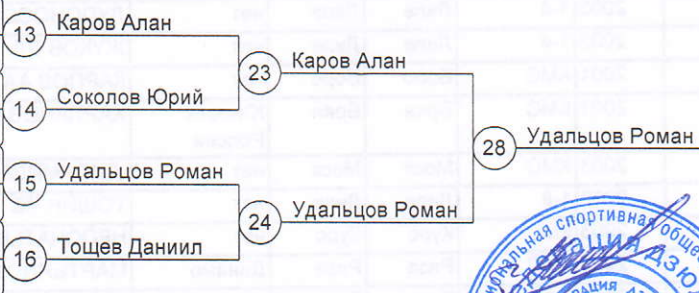 13 Каров Алан
23 Каров Алан
14 Соколов Юрий
28 Удальцов Роман
15 Удальцов Роман
24 Удальцов Роман
16 Тощев Даниил
спортивная